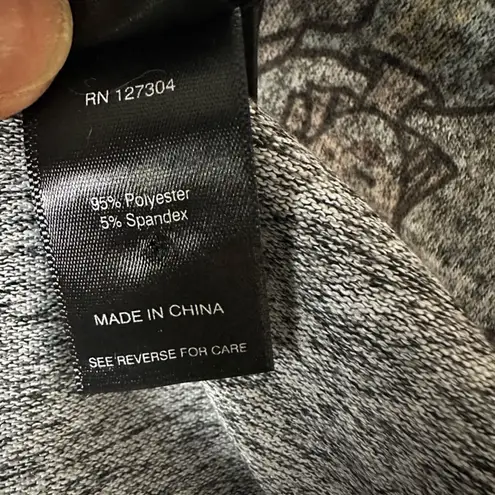 RN 127304
95% Polyester
5% Spandex
MADE IN CHINA
SEE REVERSE FOR CARE